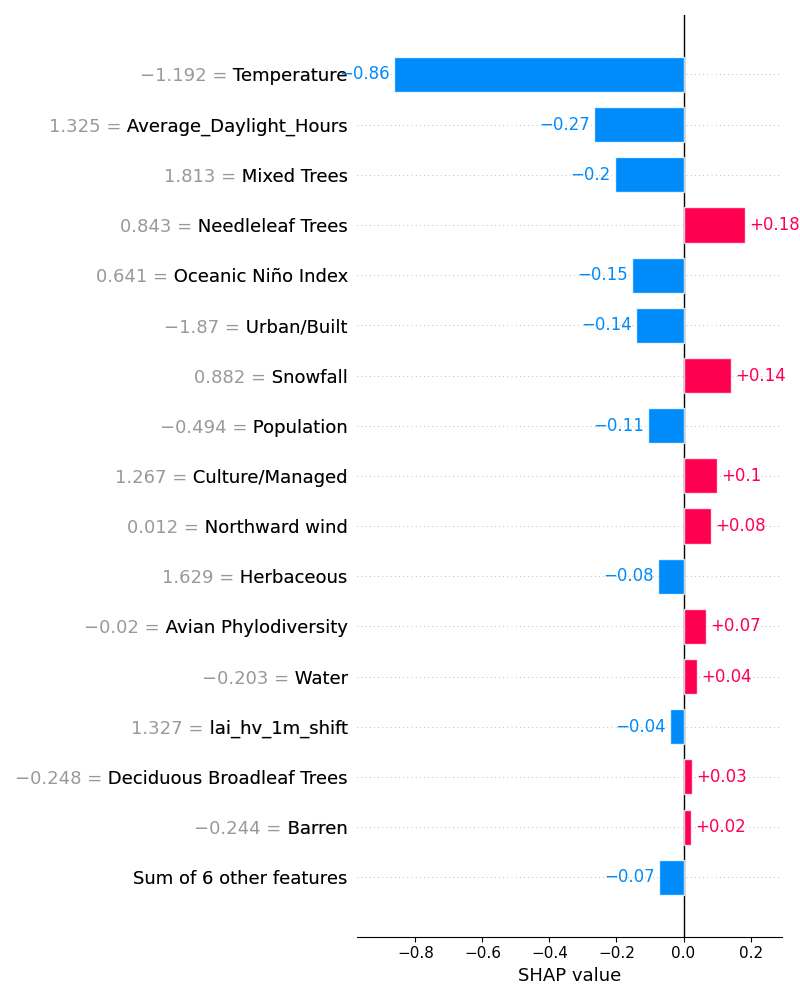 −1.192 = Temperature −0.86
1.325 = Average_Daylight_Hours −0.27
1.813 = Mixed Trees −0.2
0.843 = Needleleaf Trees +0.18
0.641 = Oceanic Niño Index −0.15
−1.87 = Urban/Built −0.14
0.882 = Snowfall +0.14
−0.494 = Population −0.11
1.267 = Culture/Managed +0.1
0.012 = Northward wind +0.08
1.629 = Herbaceous −0.08
−0.02 = Avian Phylodiversity +0.07
−0.203 = Water +0.04
1.327 = lai_hv_1m_shift −0.04
−0.248 = Deciduous Broadleaf Trees +0.03
−0.244 = Barren +0.02
Sum of 6 other features −0.07
−0.8 −0.6 −0.4 −0.2 0.0 0.2
SHAP value